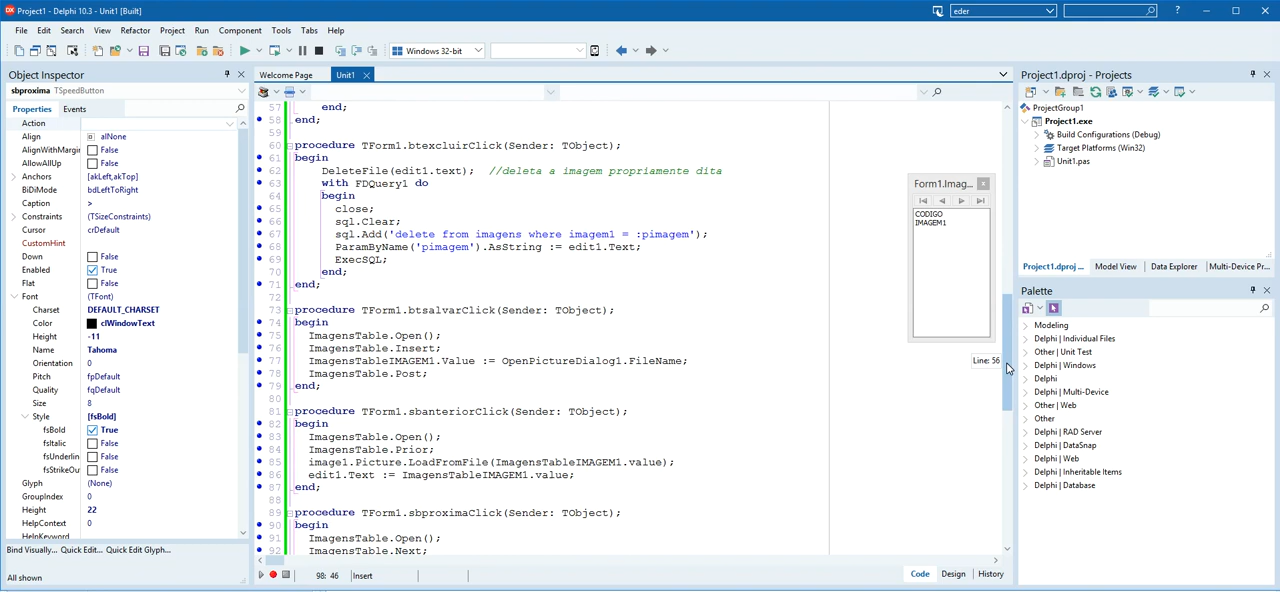 Project1 - Delphi 10.3 - Unit1 [Built]
eder
?
File Edit Search View Refactor Project Run Component Tools Tabs Help
Windows 32-bit
Object Inspector
sbproxima TSpeedButton
Properties Events
Action
Align alNone
AlignWithMargin False
AllowAllUp False
Anchors [akLeft,akTop]
BiDiMode bdLeftToRight
Caption >
Constraints (TSizeConstraints)
Cursor crDefault
CustomHint
Down False
Enabled True
Flat False
Font (TFont)
Charset DEFAULT_CHARSET
Color clWindowText
Height -11
Name Tahoma
Orientation 0
Pitch fpDefault
Quality fqDefault
Size 8
Style [fsBold]
fsBold True
fsItalic False
fsUnderlin False
fsStrikeOu False
Glyph (None)
GroupIndex 0
Height 22
HelpContext 0
HelpKeyword
Bind Visually... Quick Edit... Quick Edit Glyph...
All shown
Welcome Page Unit1
57 end;
58 end;
59
60 procedure TForm1.btexcluirClick(Sender: TObject);
61 begin
62 DeleteFile(edit1.text); //deleta a imagem propriamente dita
63 with FDQuery1 do
64 begin
65 close;
66 sql.Clear;
67 sql.Add('delete from imagens where imagem1 = :pimagem');
68 ParamByName('pimagem').AsString := edit1.Text;
69 ExecSQL;
70 end;
71 end;
72
73 procedure TForm1.btsalvarClick(Sender: TObject);
74 begin
75 ImagensTable.Open();
76 ImagensTable.Insert;
77 ImagensTableIMAGEM1.Value := OpenPictureDialog1.FileName;
78 ImagensTable.Post;
79 end;
80
81 procedure TForm1.sbanteriorClick(Sender: TObject);
82 begin
83 ImagensTable.Open();
84 ImagensTable.Prior;
85 image1.Picture.LoadFromFile(ImagensTableIMAGEM1.value);
86 edit1.Text := ImagensTableIMAGEM1.value;
87 end;
88
89 procedure TForm1.sbproximaClick(Sender: TObject);
90 begin
91 ImagensTable.Open();
92 ImagensTable.Next;
Form1.Imag...
CODIGO
IMAGEM1
Line: 56
98: 46 Insert
Code Design History
Project1.dproj - Projects
ProjectGroup1
Project1.exe
Build Configurations (Debug)
Target Platforms (Win32)
Unit1.pas
Project1.dproj ... Model View Data Explorer Multi-Device Pr...
Palette
Modeling
Delphi | Individual Files
Other | Unit Test
Delphi | Windows
Delphi
Delphi | Multi-Device
Other | Web
Other
Delphi | RAD Server
Delphi | DataSnap
Delphi | Web
Delphi | Inheritable Items
Delphi | Database